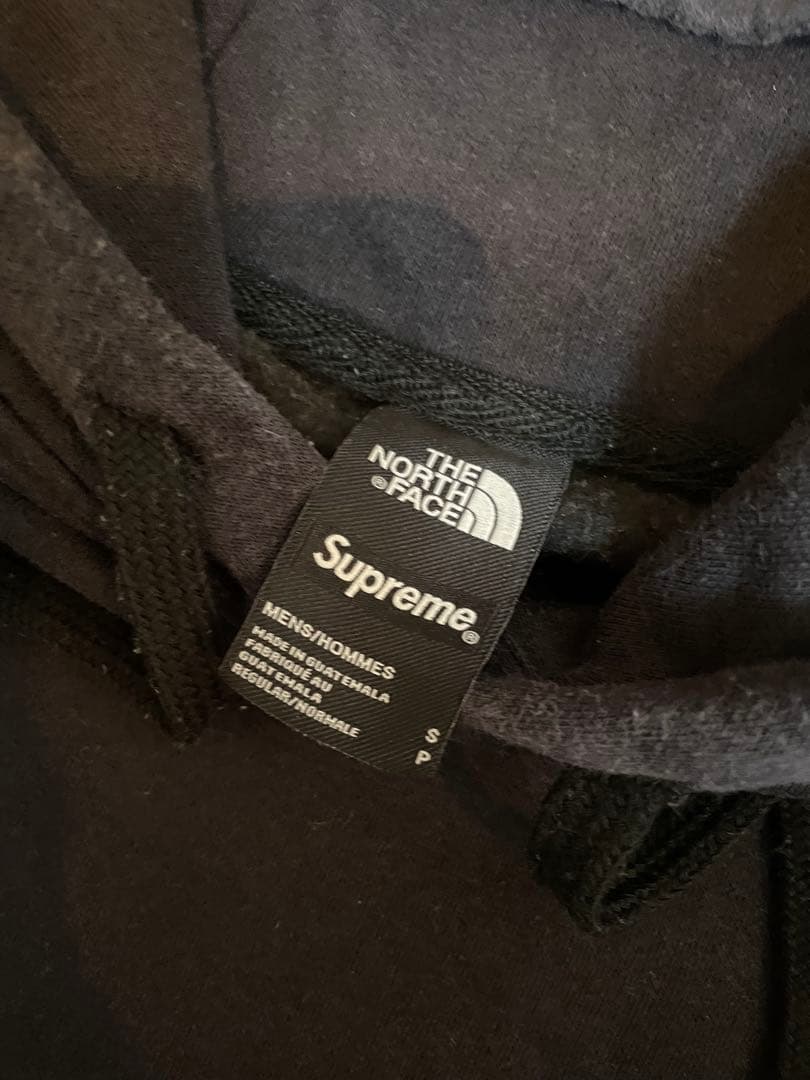 THE
NORTH
®FACE
Supreme®
MENS/HOMMES
MADE IN GUATEMALA
FABRIQUÉ AU
GUATEMALA
REGULAR/NORMALE
S
P